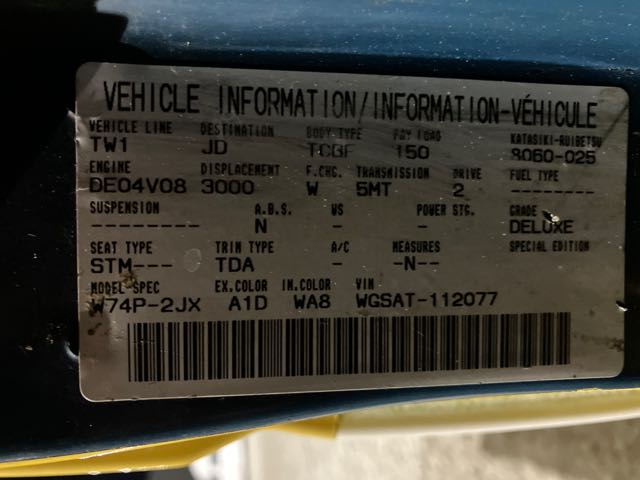 VEHICLE INFORMATION/INFORMATION-VÉHICULE
VEHICLE LINE DESTINATION BODY TYPE PAY LOAD KATASIKI-RUIBETSU
TW1 JD TCGF 150 8060-025
ENGINE DISPLACEMENT F.CHG. TRANSMISSION DRIVE FUEL TYPE
DE04V08 3000 W 5MT 2
SUSPENSION A.B.S. WS POWER STG. GRADE
-------- N - - --- DELUXE
SEAT TYPE TRIM TYPE A/C -MEASURES SPECIAL EDITION
STM--- TDA - -N--
MODEL-SPEC EX.COLOR IN.COLOR VIN
W74P-2JX A1D WA8 WGSAT-112077